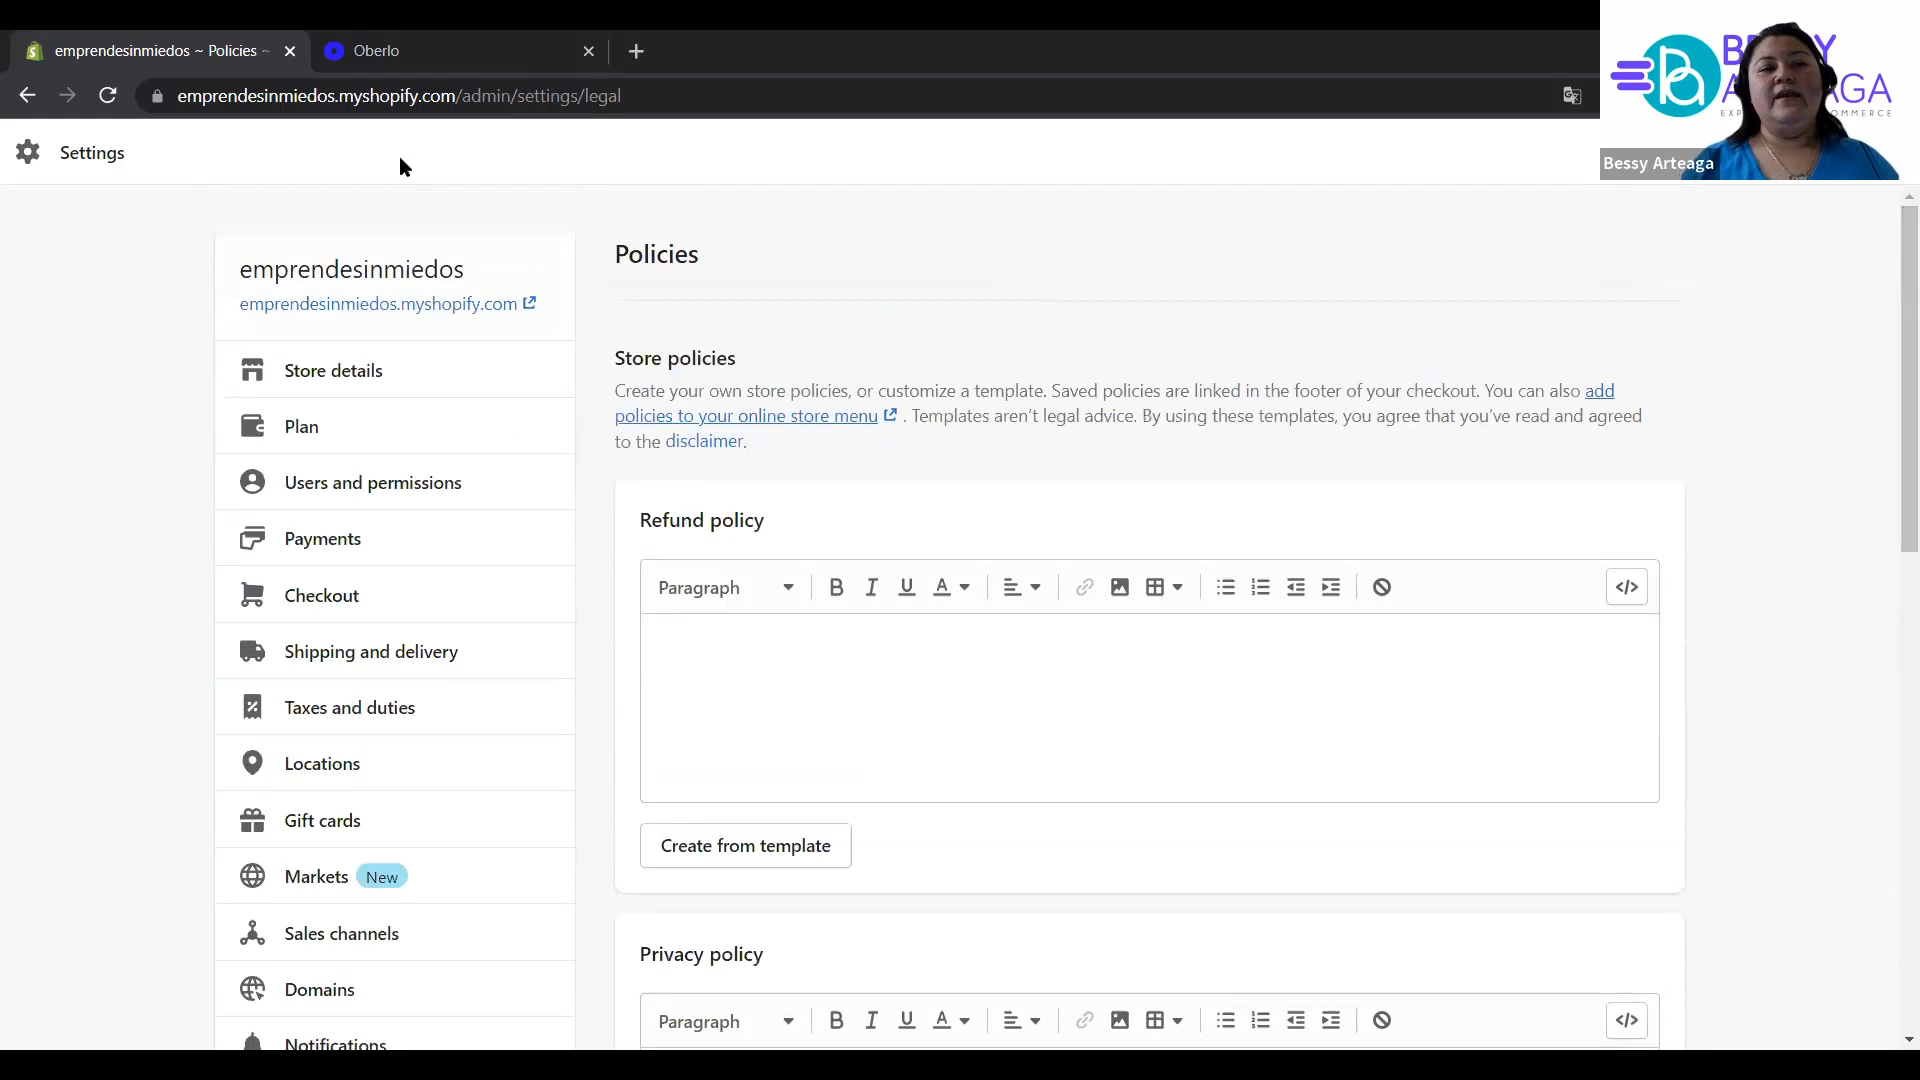 emprendesinmiedos ~ Policies ~
Oberlo
emprendesinmiedos.myshopify.com/admin/settings/legal
Bessy Arteaga
Settings
emprendesinmiedos
emprendesinmiedos.myshopify.com
Store details
Plan
Users and permissions
Payments
Checkout
Shipping and delivery
Taxes and duties
Locations
Gift cards
Markets New
Sales channels
Domains
Notifications
Policies
Store policies
Create your own store policies, or customize a template. Saved policies are linked in the footer of your checkout. You can also add
policies to your online store menu . Templates aren’t legal advice. By using these templates, you agree that you’ve read and agreed
to the disclaimer.
Refund policy
Paragraph
Create from template
Privacy policy
Paragraph